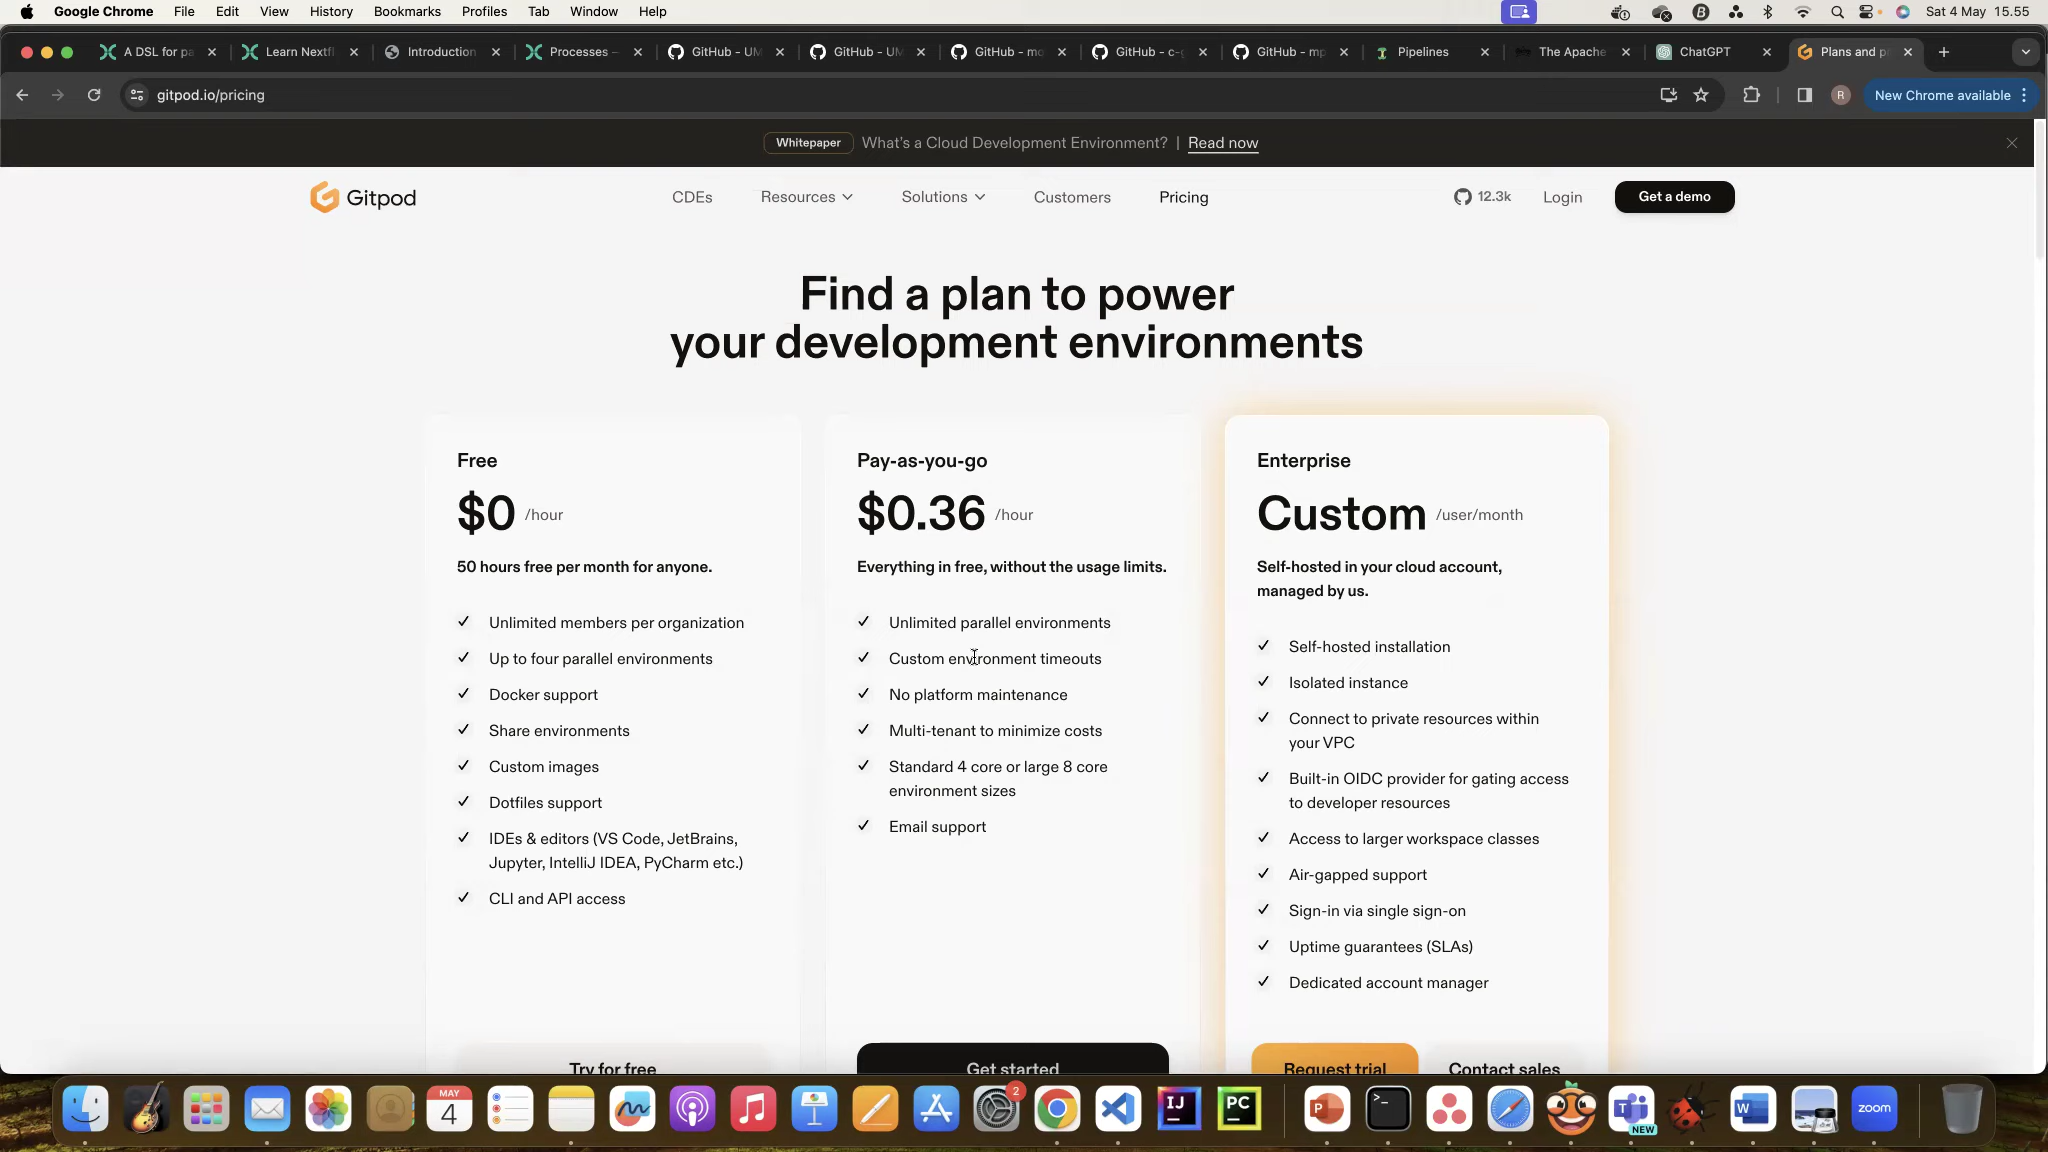 Google Chrome File Edit View History Bookmarks Profiles Tab Window Help Sat 4 May 15.55
A DSL for pa Learn Nextfl Introduction Processes – GitHub - UM GitHub - UM GitHub - mo GitHub - c-g GitHub - mp Pipelines The Apache ChatGPT Plans and pr
gitpod.io/pricing R New Chrome available
Whitepaper What's a Cloud Development Environment? | Read now
Gitpod CDEs Resources Solutions Customers Pricing 12.3k Login Get a demo
Find a plan to power
your development environments
Free
$0 /hour
50 hours free per month for anyone.
Unlimited members per organization
Up to four parallel environments
Docker support
Share environments
Custom images
Dotfiles support
IDEs & editors (VS Code, JetBrains,
Jupyter, IntelliJ IDEA, PyCharm etc.)
CLI and API access
Try for free
Pay-as-you-go
$0.36 /hour
Everything in free, without the usage limits.
Unlimited parallel environments
Custom environment timeouts
No platform maintenance
Multi-tenant to minimize costs
Standard 4 core or large 8 core
environment sizes
Email support
Get started
Enterprise
Custom /user/month
Self-hosted in your cloud account,
managed by us.
Self-hosted installation
Isolated instance
Connect to private resources within
your VPC
Built-in OIDC provider for gating access
to developer resources
Access to larger workspace classes
Air-gapped support
Sign-in via single sign-on
Uptime guarantees (SLAs)
Dedicated account manager
Request trial Contact sales
MAY
4
2
IJ
PC
P
NEW
W
zoom